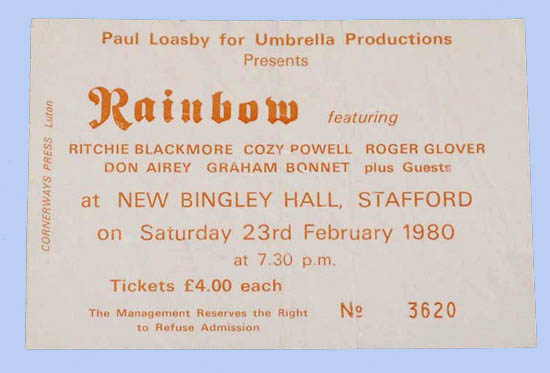 Paul Loasby for Umbrella Productions
Presents
Rainbow featuring
RITCHIE BLACKMORE COZY POWELL ROGER GLOVER
DON AIREY GRAHAM BONNET plus Guests
at NEW BINGLEY HALL, STAFFORD
on Saturday 23rd February 1980
at 7.30 p.m.
Tickets £4.00 each
The Management Reserves the Right
to Refuse Admission
Nº 3620
CORNERWAYS PRESS Luton